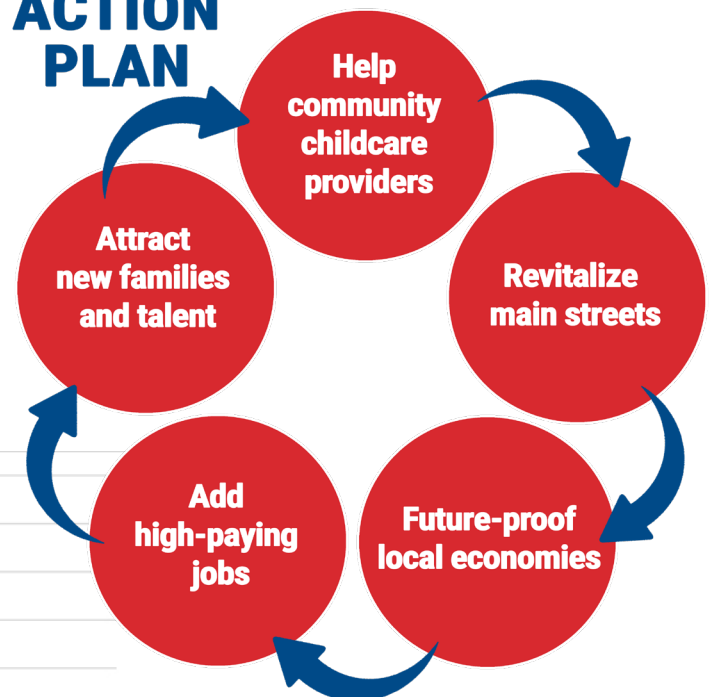 ACTION
PLAN
Help
community
childcare
providers
Revitalize
main streets
Future-proof
local economies
Add
high-paying
jobs
Attract
new families
and talent